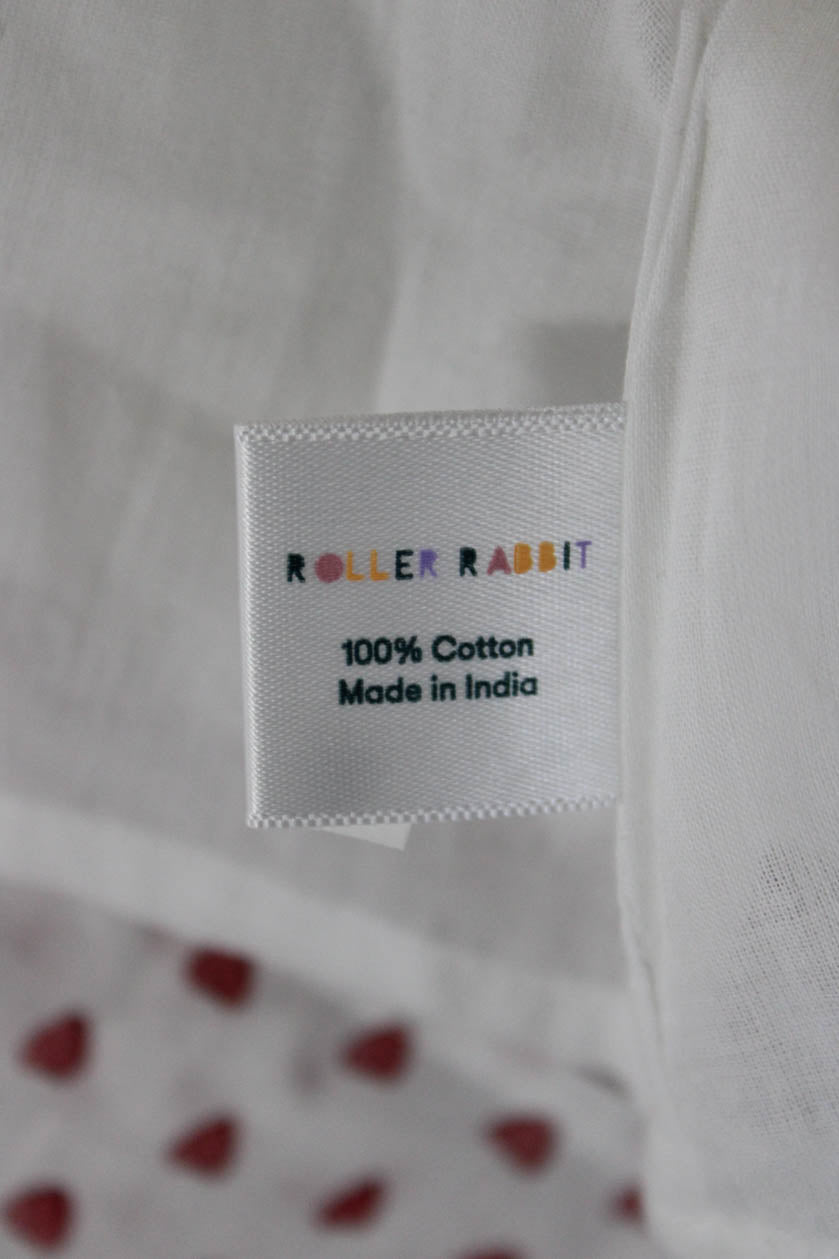 ROLLER RABBIT
100% Cotton
Made in India